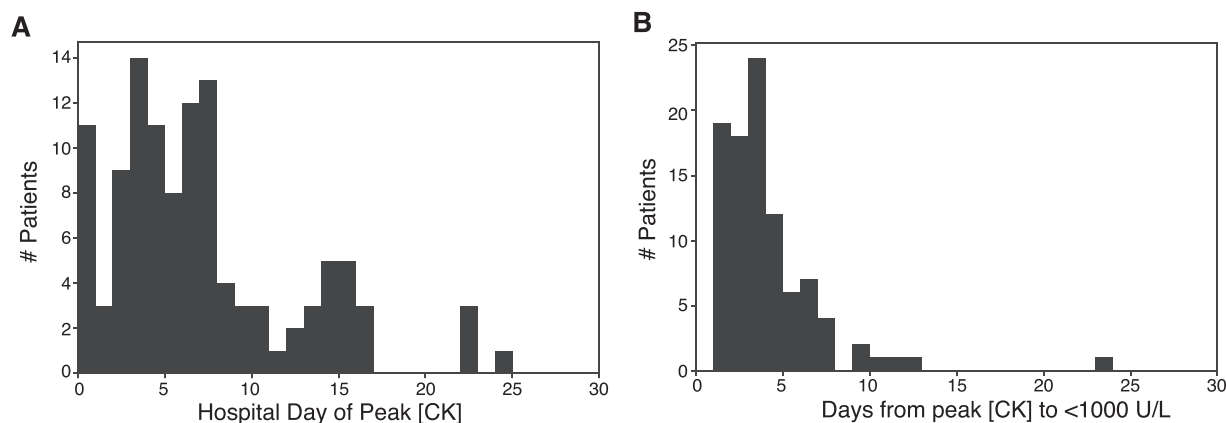 A
# Patients
14
12
10
8
6
4
2
0
0 5 10 15 20 25 30
Hospital Day of Peak [CK]
B
# Patients
25
20
15
10
5
0
0 5 10 15 20 25 30
Days from peak [CK] to <1000 U/L